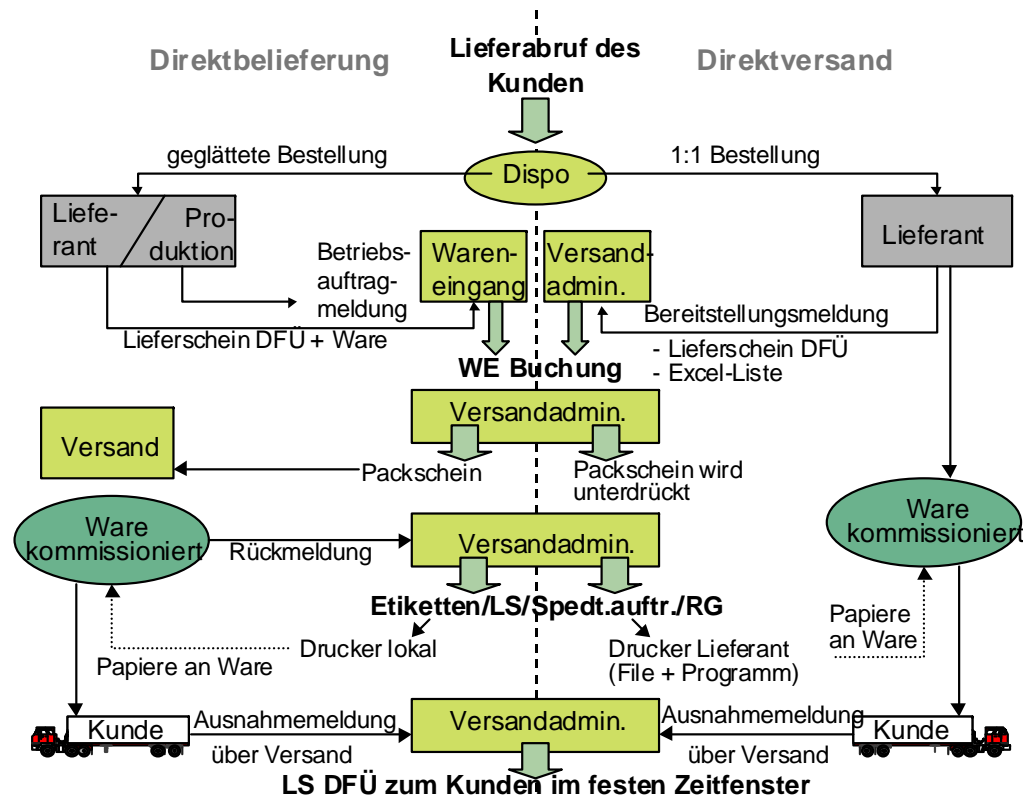 Lieferabruf des
Kunden
Direktbelieferung
Direktversand
geglättete Bestellung
1:1 Bestellung
Dispo
Liefe-
rant
Pro-
duktion
Lieferant
Betriebs-
auftrag-
meldung
Waren-
eingang
Versand-
admin.
Bereitstellungsmeldung
- Lieferschein DFÜ
- Excel-Liste
Lieferschein DFÜ + Ware
WE Buchung
Versandadmin.
Versand
Packschein
Packschein wird
unterdrückt
Ware
kommissioniert
Rückmeldung
Versandadmin.
Ware
kommissioniert
Etiketten/LS/Spedt.auftr./RG
Papiere an Ware
Drucker lokal
Drucker Lieferant
(File + Programm)
Papiere
an Ware
Kunde
Ausnahmemeldung
über Versand
Versandadmin.
Ausnahmemeldung
über Versand
Kunde
LS DFÜ zum Kunden im festen Zeitfenster